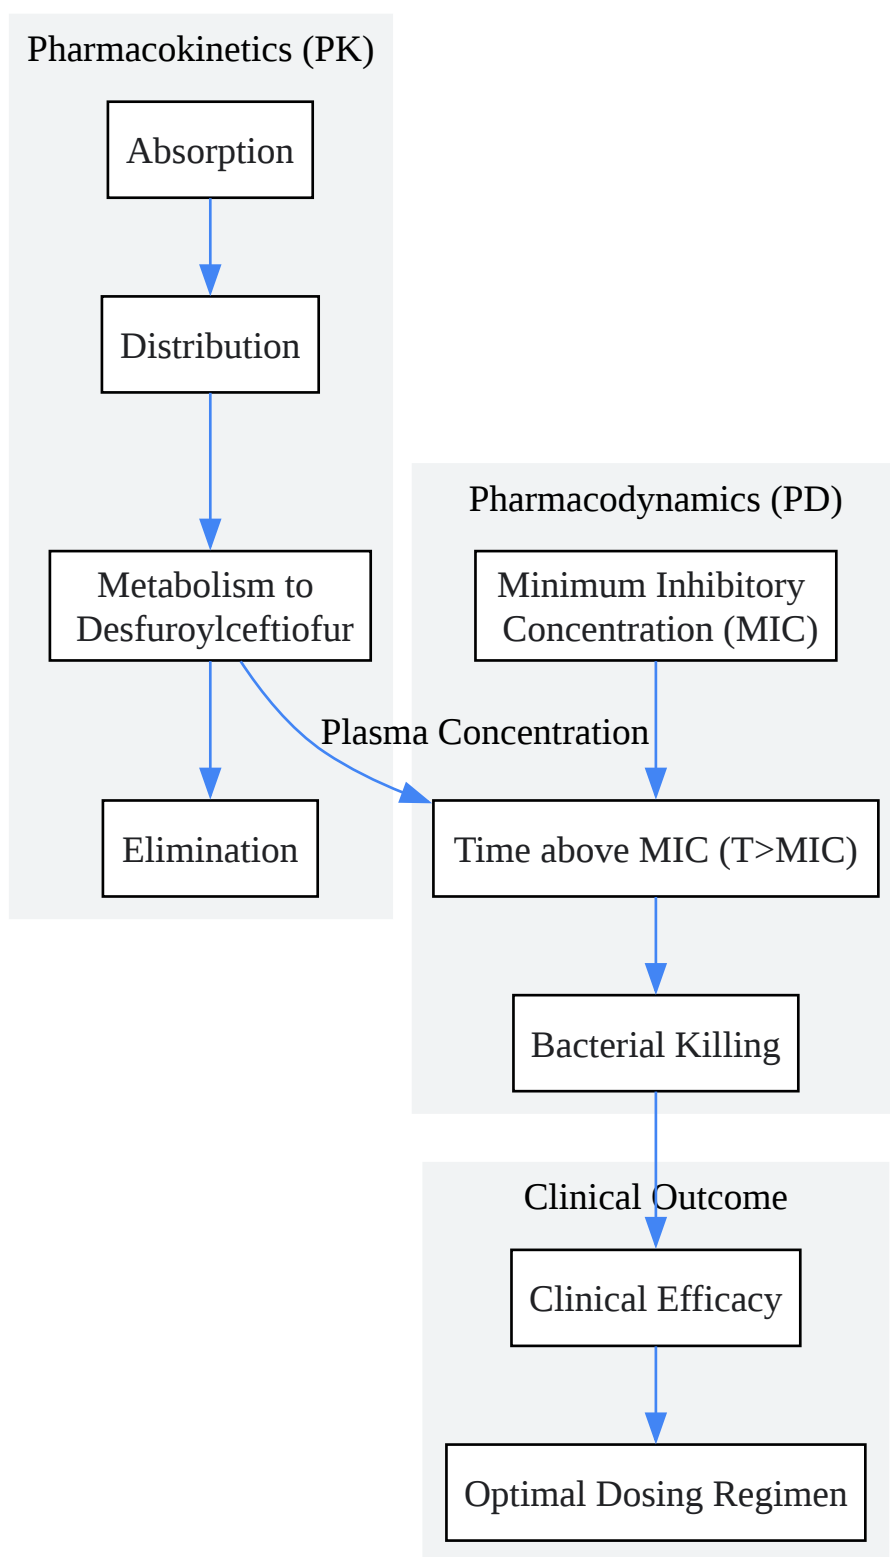 Pharmacokinetics (PK)
Absorption
Distribution
Metabolism to
Desfuroylceftiofur
Elimination
Plasma Concentration
Pharmacodynamics (PD)
Minimum Inhibitory
Concentration (MIC)
Time above MIC (T>MIC)
Bacterial Killing
Clinical Outcome
Clinical Efficacy
Optimal Dosing Regimen